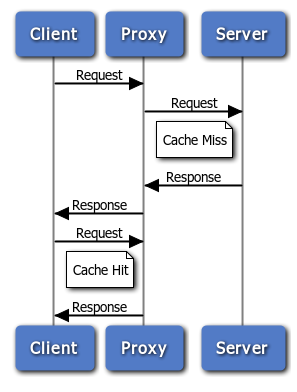 Client Proxy Server
Request
Request
Cache Miss
Response
Response
Request
Cache Hit
Response
Client Proxy Server